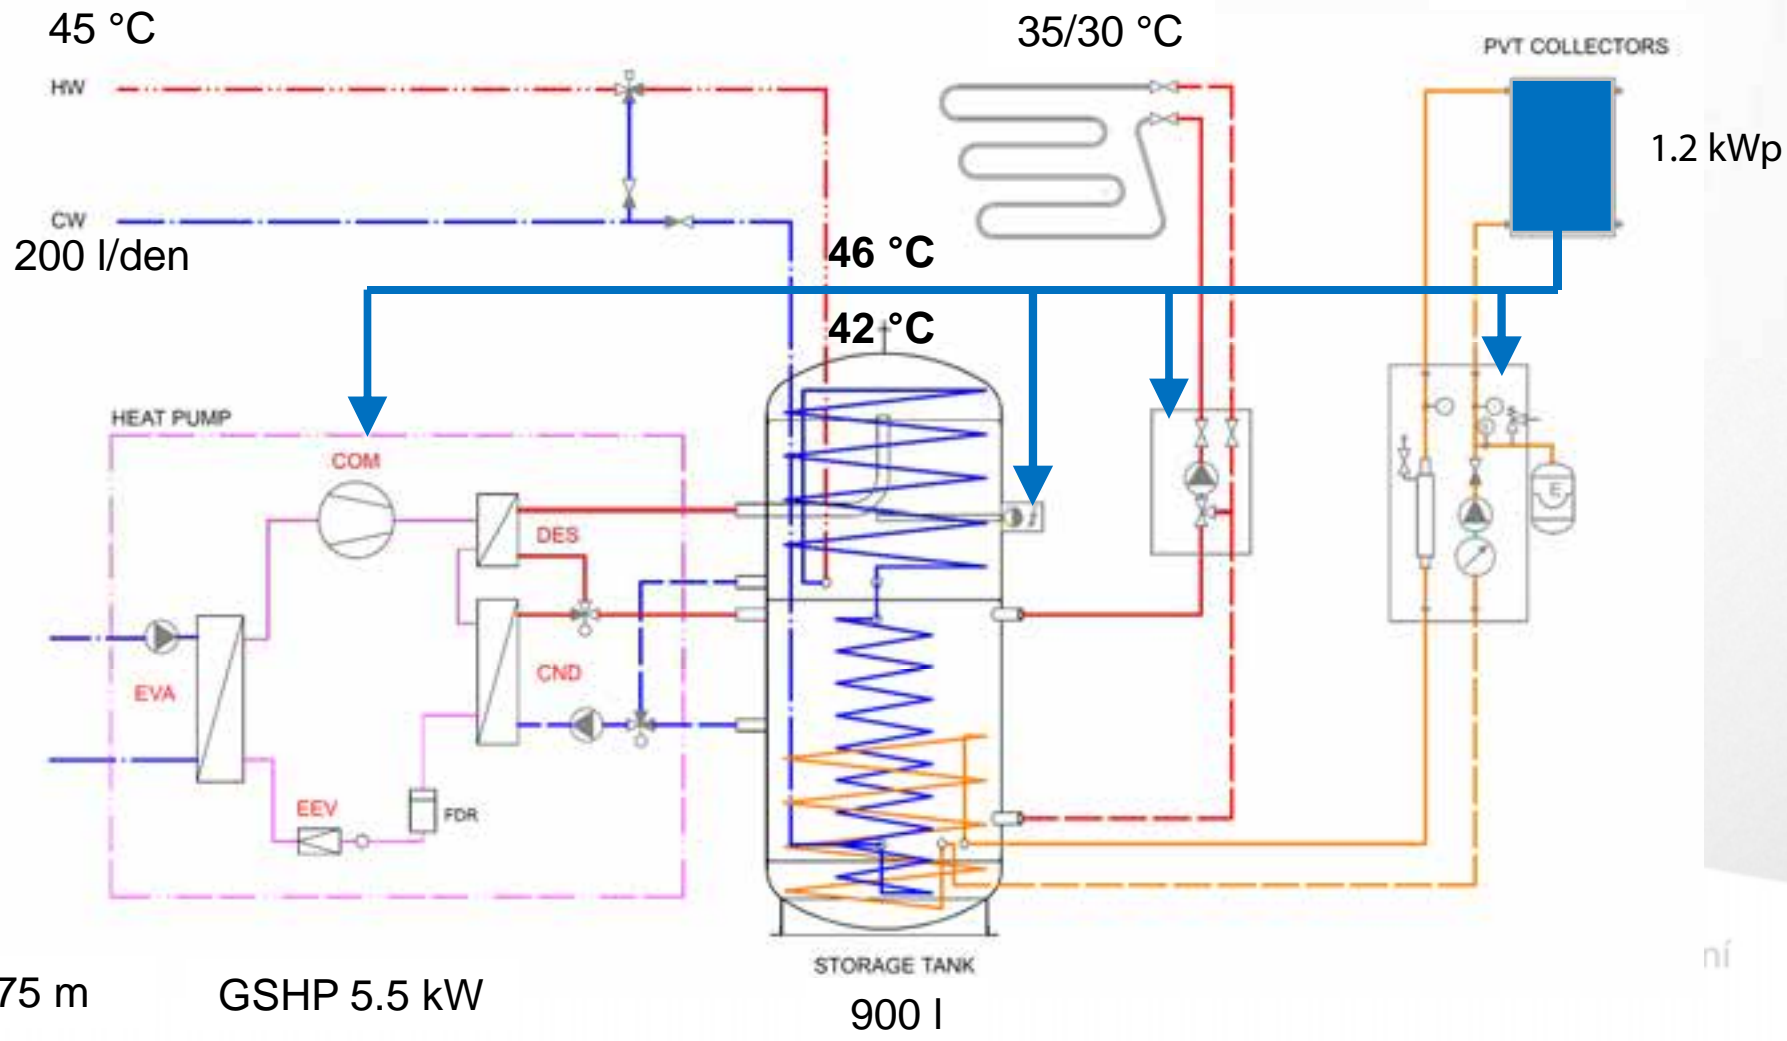 45 °C
35/30 °C
PVT COLLECTORS
HW
1.2 kWp
CW
200 l/den
46 °C
42 °C
HEAT PUMP
COM
DES
E
CND
EVA
EEV
FDR
STORAGE TANK
ní
75 m
GSHP 5.5 kW
900 l